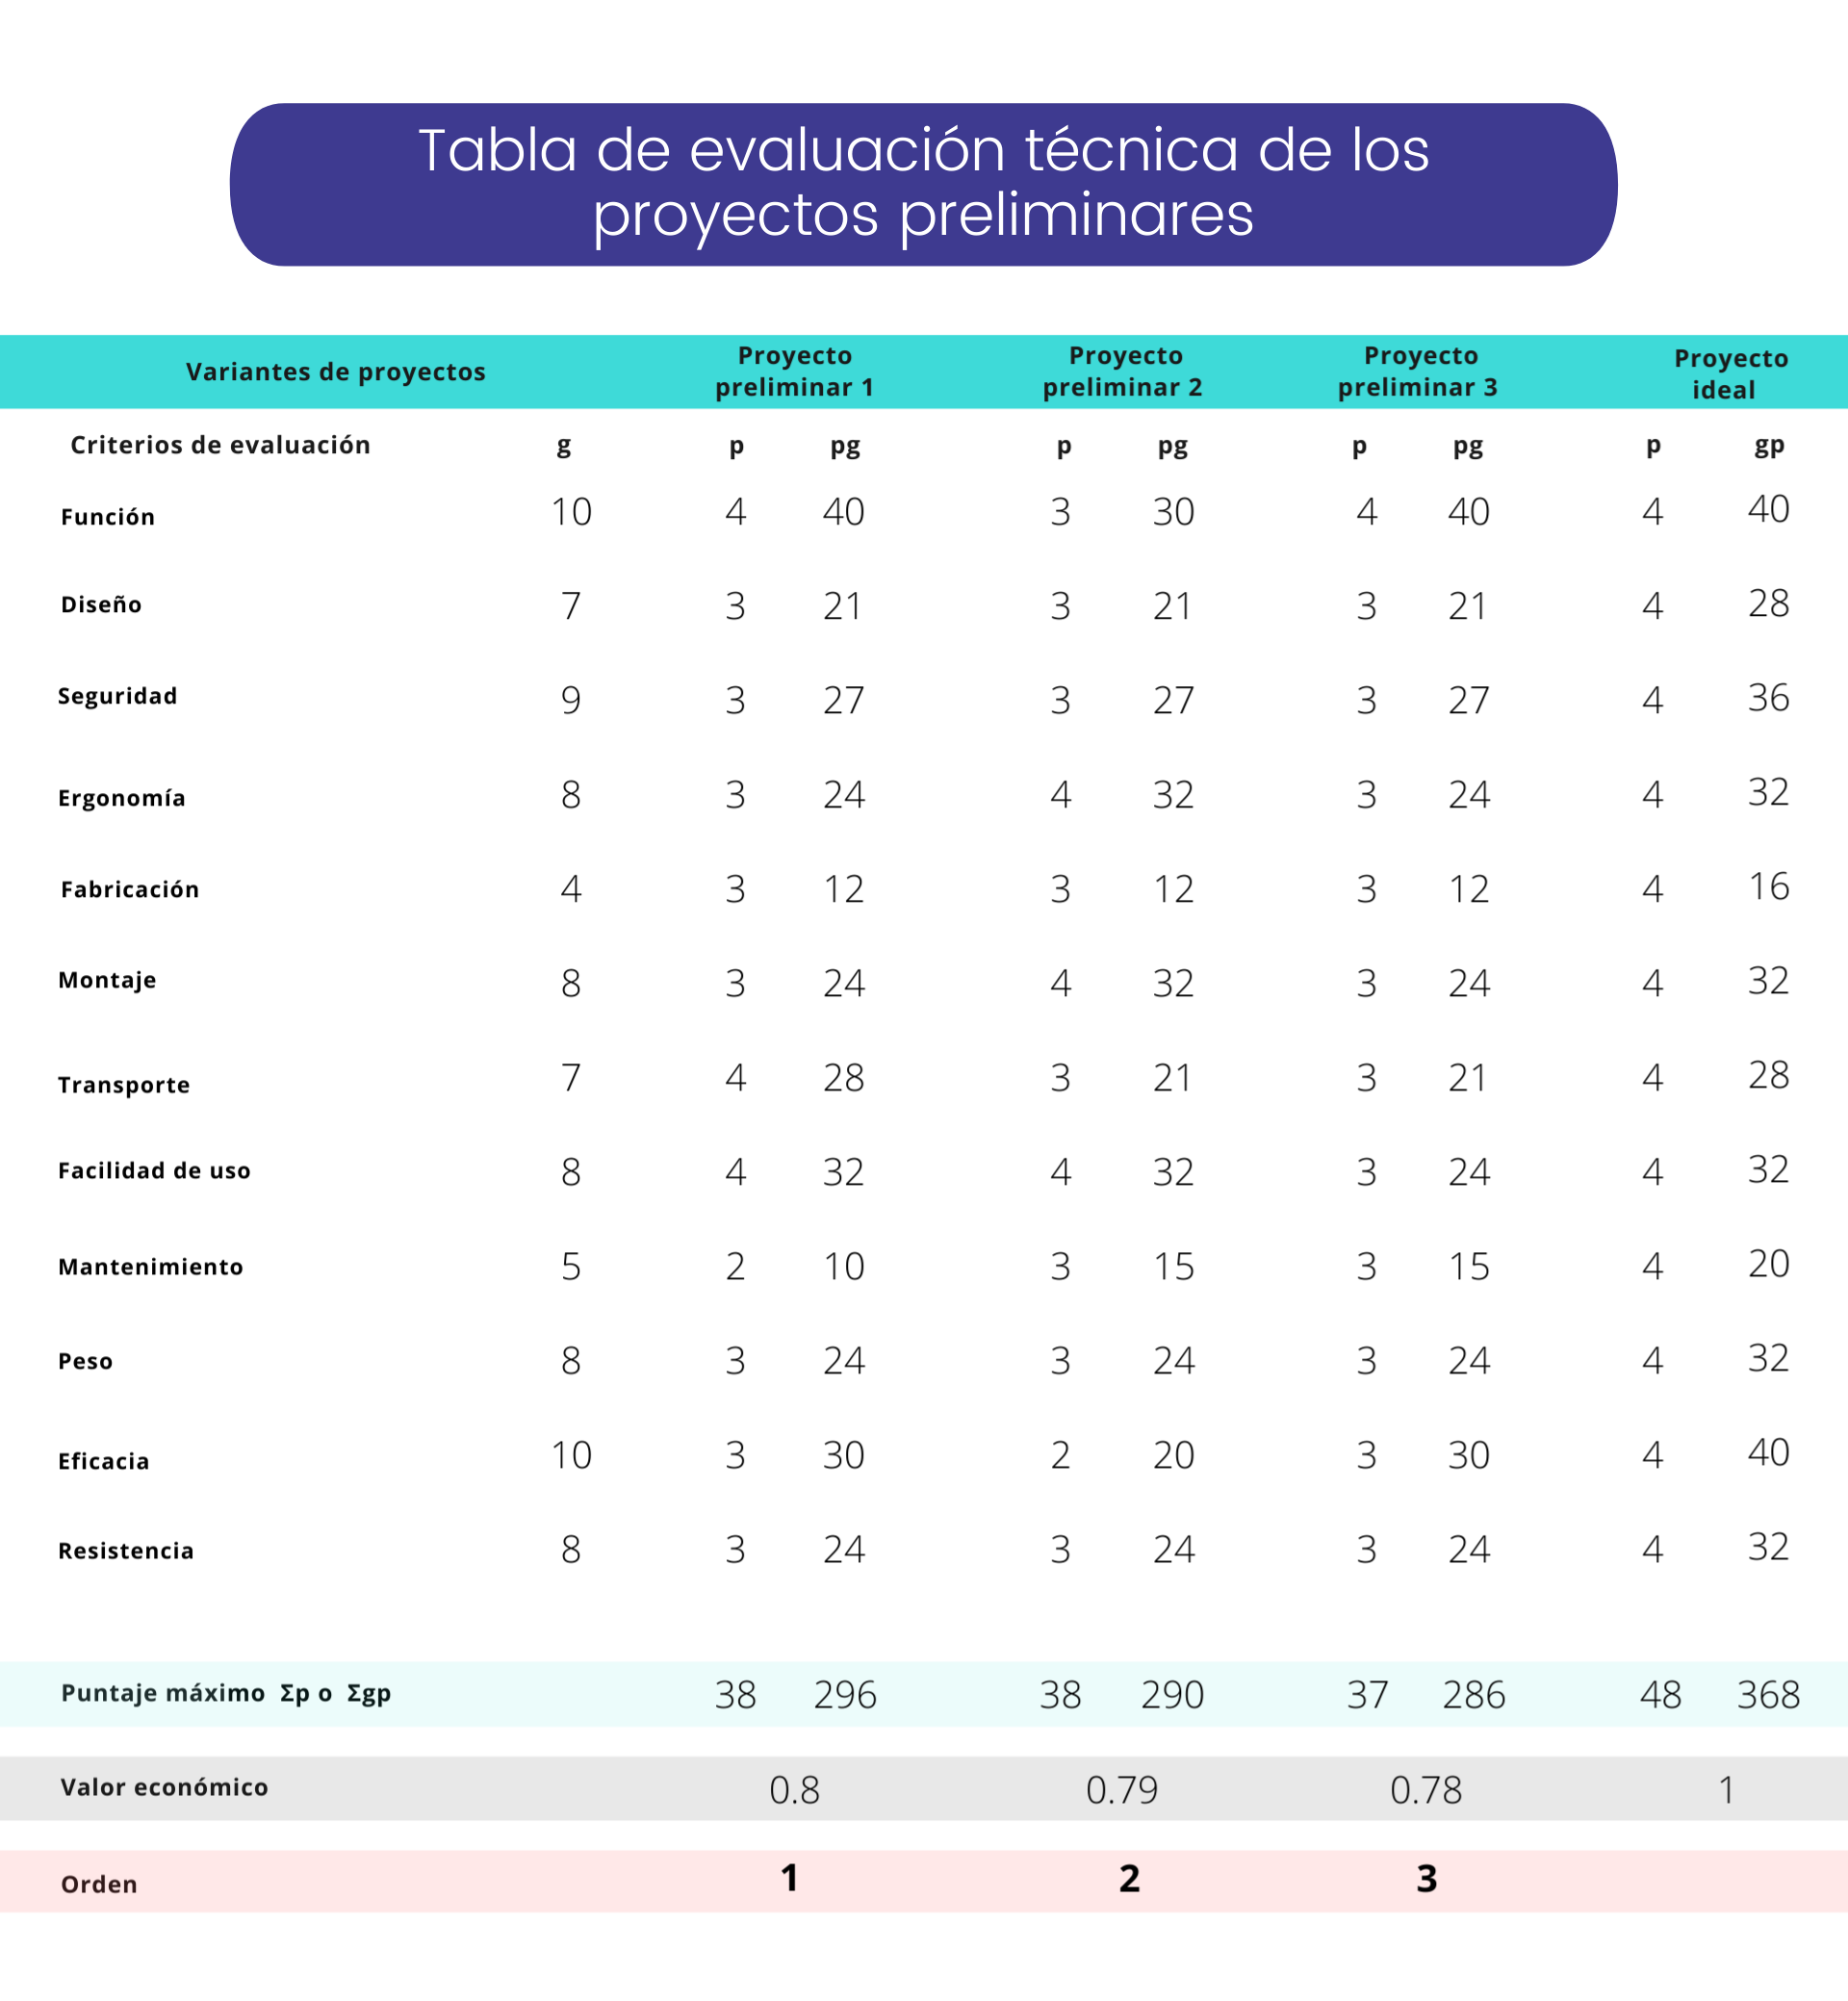 Tabla de evaluación técnica de los
proyectos preliminares
Variantes de proyectos Proyecto preliminar 1 Proyecto preliminar 2 Proyecto preliminar 3 Proyecto ideal
Criterios de evaluación g p pg p pg p pg p gp
Función 10 4 40 3 30 4 40 4 40
Diseño 7 3 21 3 21 3 21 4 28
Seguridad 9 3 27 3 27 3 27 4 36
Ergonomía 8 3 24 4 32 3 24 4 32
Fabricación 4 3 12 3 12 3 12 4 16
Montaje 8 3 24 4 32 3 24 4 32
Transporte 7 4 28 3 21 3 21 4 28
Facilidad de uso 8 4 32 4 32 3 24 4 32
Mantenimiento 5 2 10 3 15 3 15 4 20
Peso 8 3 24 3 24 3 24 4 32
Eficacia 10 3 30 2 20 3 30 4 40
Resistencia 8 3 24 3 24 3 24 4 32
Puntaje máximo Σp o Σgp 38 296 38 290 37 286 48 368
Valor económico 0.8 0.79 0.78 1
Orden 1 2 3